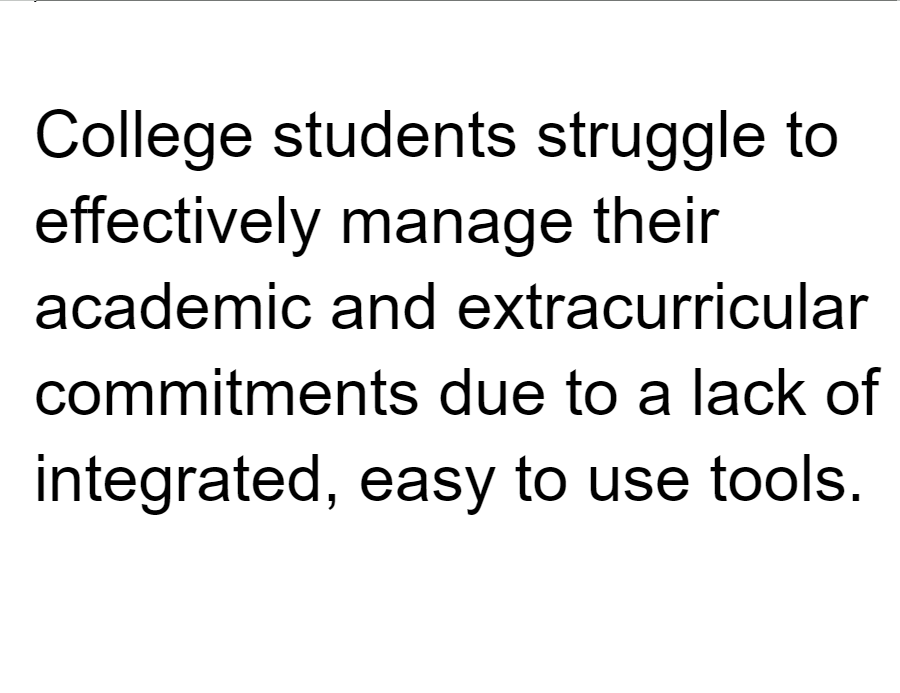 College students struggle to
effectively manage their
academic and extracurricular
commitments due to a lack of
integrated, easy to use tools.